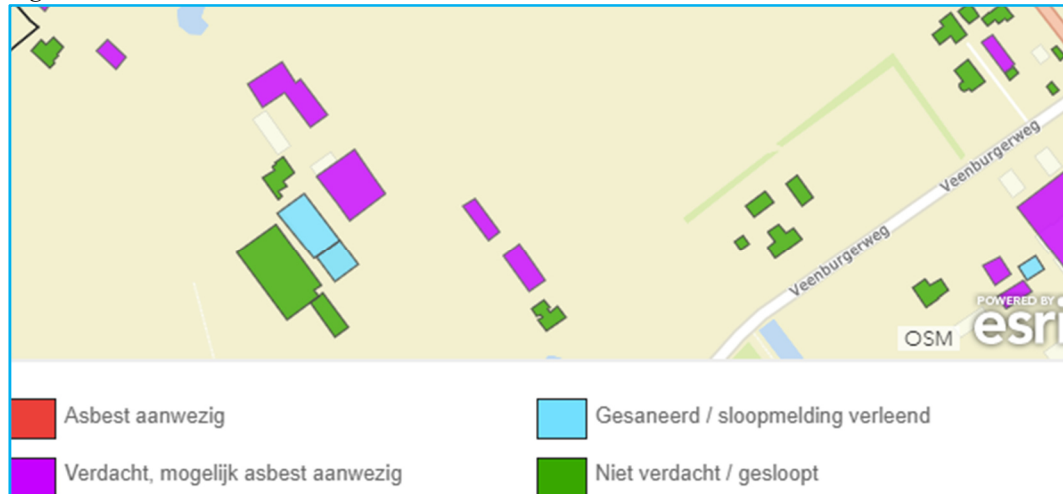 Veenburgerweg
Veenburgerweg
POWERED BY
esri
OSM
Asbest aanwezig
Gesaneerd / sloopmelding verleend
Verdacht, mogelijk asbest aanwezig
Niet verdacht / gesloopt